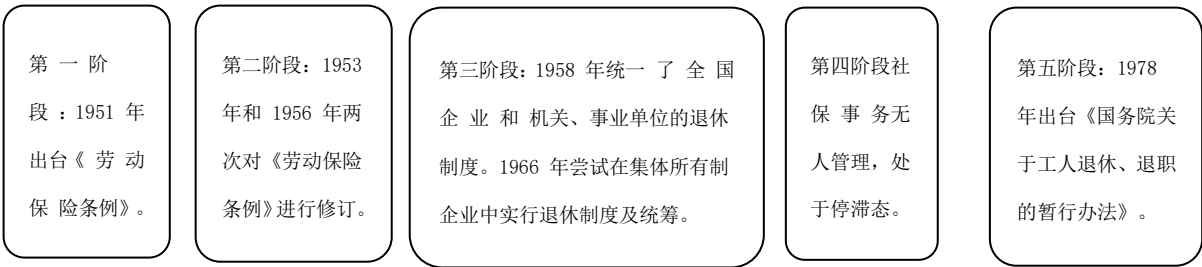 第 一 阶
段 ：1951 年
出台《 劳 动
保 险条例》。
第二阶段：1953
年和 1956 年两
次对《劳动保险
条例》进行修订。
第三阶段：1958 年统一 了 全 国
企 业 和 机关、事业单位的退休
制度。1966 年尝试在集体所有制
企业中实行退休制度及统筹。
第四阶段社
保 事 务无
人管理，处
于停滞态。
第五阶段：1978
年出台《国务院关
于工人退休、退职
的暂行办法》。